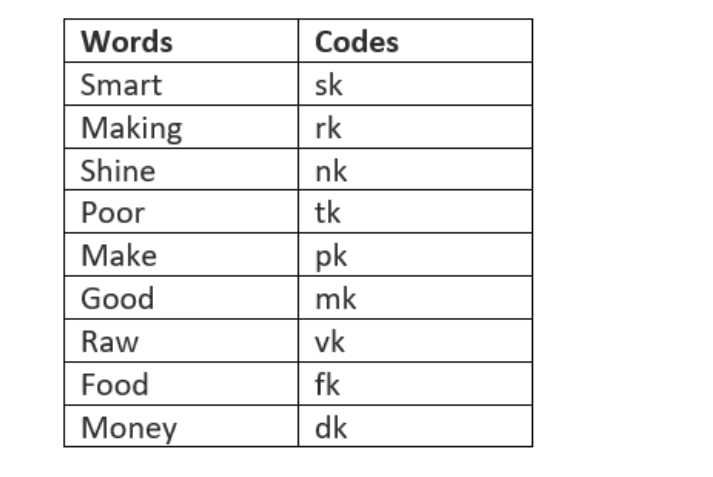 Words Codes
Smart sk
Making rk
Shine nk
Poor tk
Make pk
Good mk
Raw vk
Food fk
Money dk